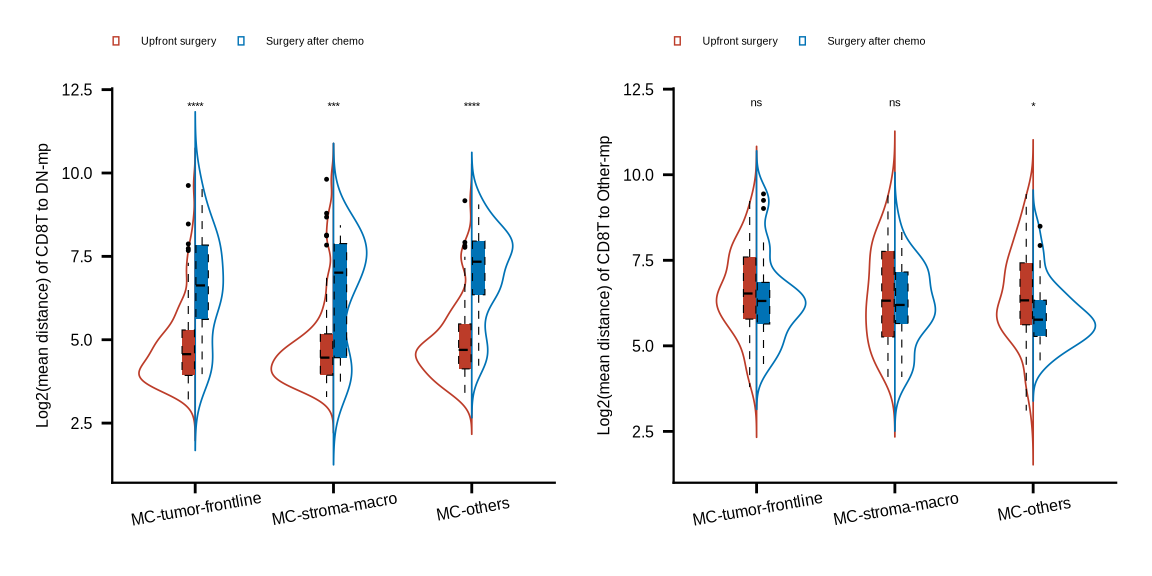 Upfront surgery Surgery after chemo
Log2(mean distance) of CD8T to DN-mp
12.5
10.0
7.5
5.0
2.5
**** *** ****
MC-tumor-frontline MC-stroma-macro MC-others
Upfront surgery Surgery after chemo
Log2(mean distance) of CD8T to Other-mp
12.5
10.0
7.5
5.0
2.5
ns ns *
MC-tumor-frontline MC-stroma-macro MC-others